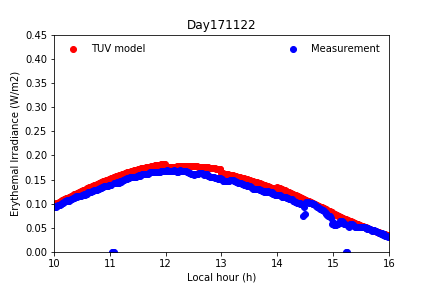 Day171122
TUV model
Measurement
Erythemal Irradiance (W/m2)
0.45
0.40
0.35
0.30
0.25
0.20
0.15
0.10
0.05
0.00
10 11 12 13 14 15 16
Local hour (h)